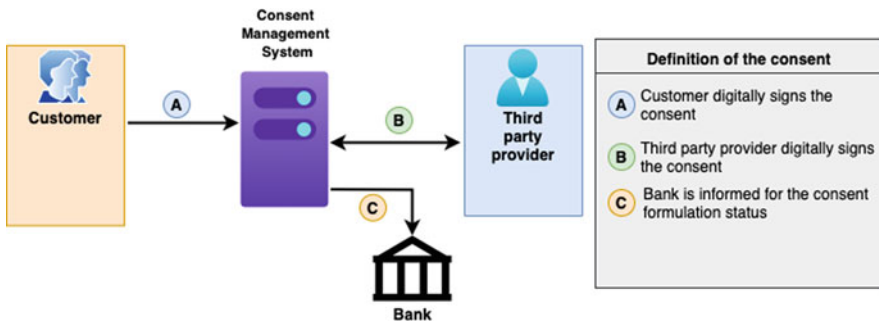 Consent
Management
System
Customer
A
B
Third
party
provider
C
Bank
Definition of the consent
A Customer digitally signs the
consent
B Third party provider digitally signs
the consent
C Bank is informed for the consent
formulation status